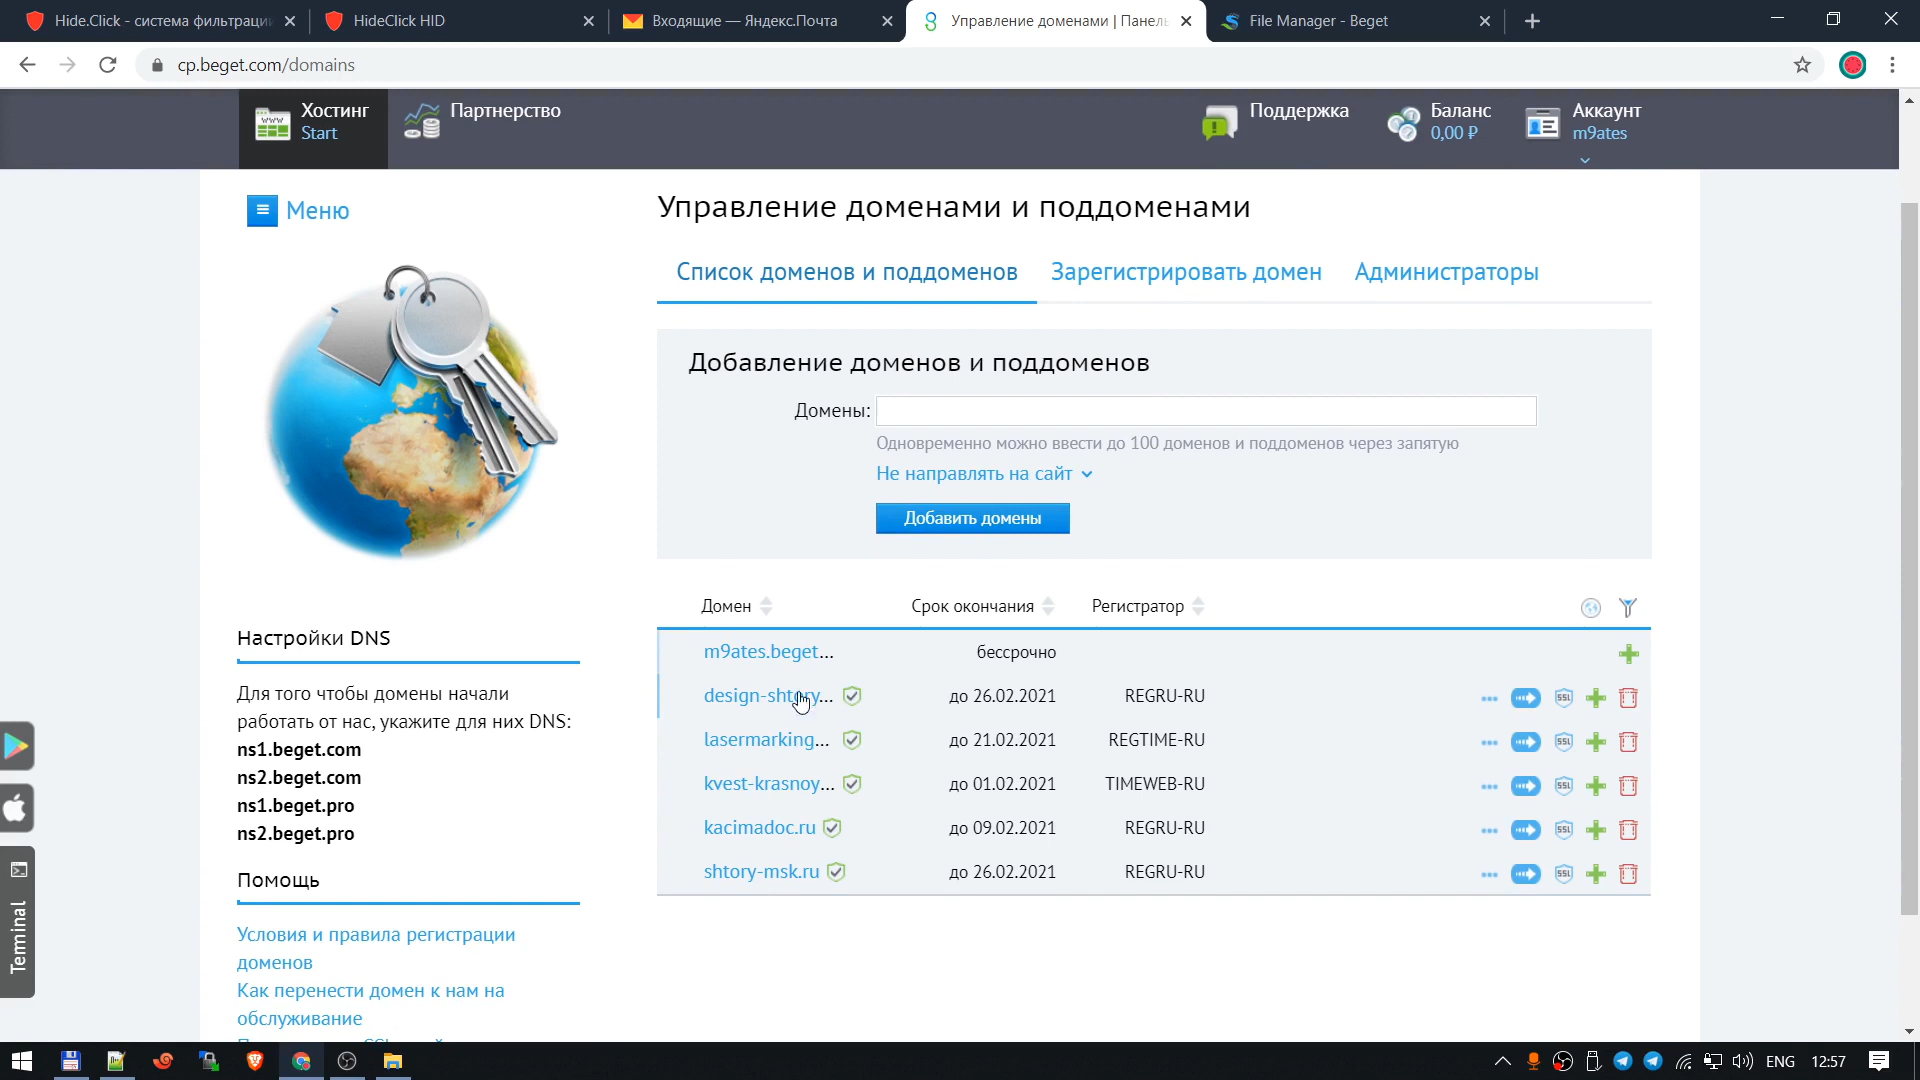 Hide.Click - система фильтраци
HideClick HID
Входящие — Яндекс.Почта
Управление доменами | Панель
File Manager - Beget
cp.beget.com/domains
Хостинг
Start
Партнерство
Поддержка
Баланс
0,00 ₽
Аккаунт
m9ates
Меню
Управление доменами и поддоменами
Список доменов и поддоменов
Зарегистрировать домен
Администраторы
Добавление доменов и поддоменов
Домены:
Одновременно можно ввести до 100 доменов и поддоменов через запятую
Не направлять на сайт
Добавить домены
Домен
Срок окончания
Регистратор
m9ates.beget...
бессрочно
design-shtory...
до 26.02.2021
REGRU-RU
SSL
lasermarking...
до 21.02.2021
REGTIME-RU
SSL
kvest-krasnoy...
до 01.02.2021
TIMEWEB-RU
SSL
kacimadoc.ru
до 09.02.2021
REGRU-RU
SSL
shtory-msk.ru
до 26.02.2021
REGRU-RU
SSL
Настройки DNS
Для того чтобы домены начали
работать от нас, укажите для них DNS:
ns1.beget.com
ns2.beget.com
ns1.beget.pro
ns2.beget.pro
Помощь
Условия и правила регистрации
доменов
Как перенести домен к нам на
обслуживание
Terminal
ENG
12:57